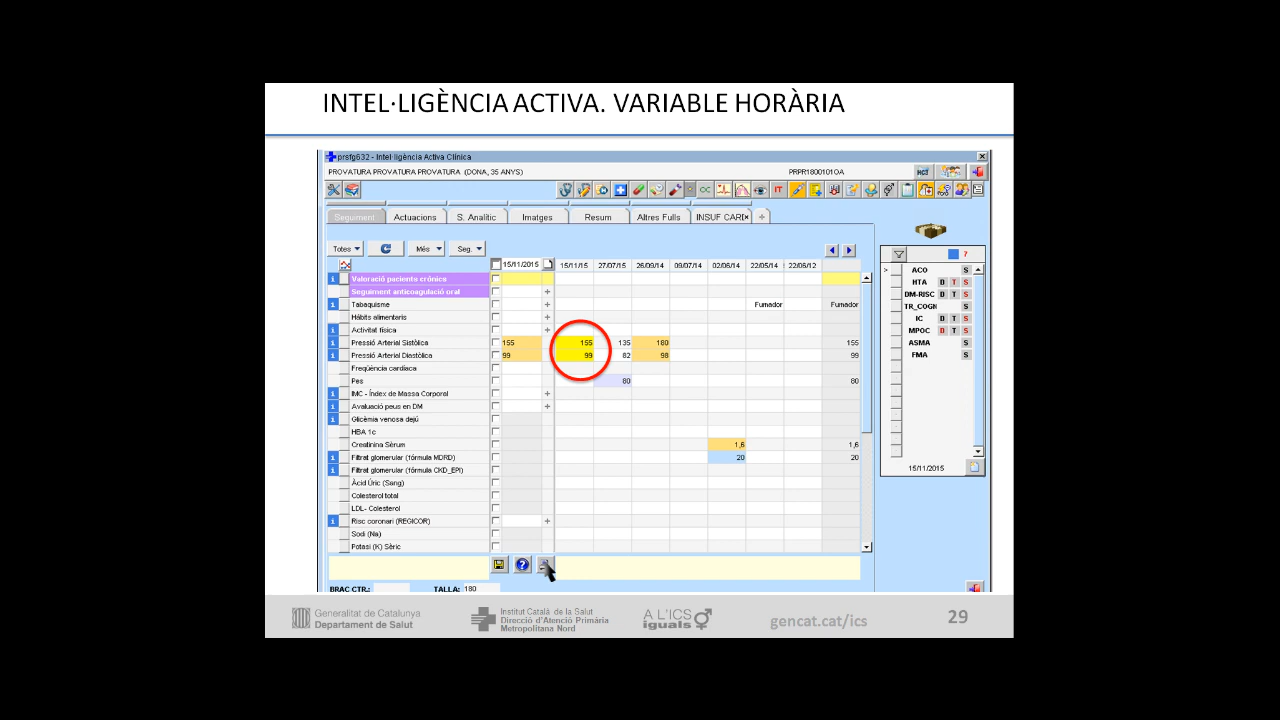 INTEL·LIGÈNCIA ACTIVA. VARIABLE HORÀRIA
prsfg632 - Intel·ligència Activa Clínica
PROVATURA PROVATURA PROVATURA (DONA, 35 ANYS) PRPR1800101OA
HC3
IT
Seguiment Actuacions S. Analític Imatges Resum Altres Fulls INSUF CARD
Totes Més Seg.
15/11/2015 15/11/15 27/07/15 26/09/14 09/07/14 02/06/14 22/05/14 22/06/12
Valoració pacients crònics
Seguiment anticoagulació oral
Tabaquisme Fumador Fumador
Hàbits alimentaris
Activitat física
Pressió Arterial Sistòlica 155 155 135 180 155
Pressió Arterial Diastòlica 99 99 82 98 99
Freqüència cardíaca
Pes 80 80
IMC - Índex de Massa Corporal
Avaluació peus en DM
Glicèmia venosa dejú
HBA 1c
Creatinina Sèrum 1,6 1,6
Filtrat glomerular (fórmula MDRD) 20 20
Filtrat glomerular (fórmula CKD_EPI)
Àcid Úric (Sang)
Colesterol total
LDL- Colesterol
Risc coronari (REGICOR)
Sodi (Na)
Potasi (K) Sèric
BRAC CTR.: TALLA: 180
?
ACO S
HTA D T S
DM-RISC D T S
TR_COGN S
IC D T S
MPOC D T S
ASMA S
FMA S
15/11/2015
Generalitat de Catalunya
Departament de Salut
Institut Català de la Salut
Direcció d'Atenció Primària
Metropolitana Nord
A L'ICS
iguals
gencat.cat/ics
29